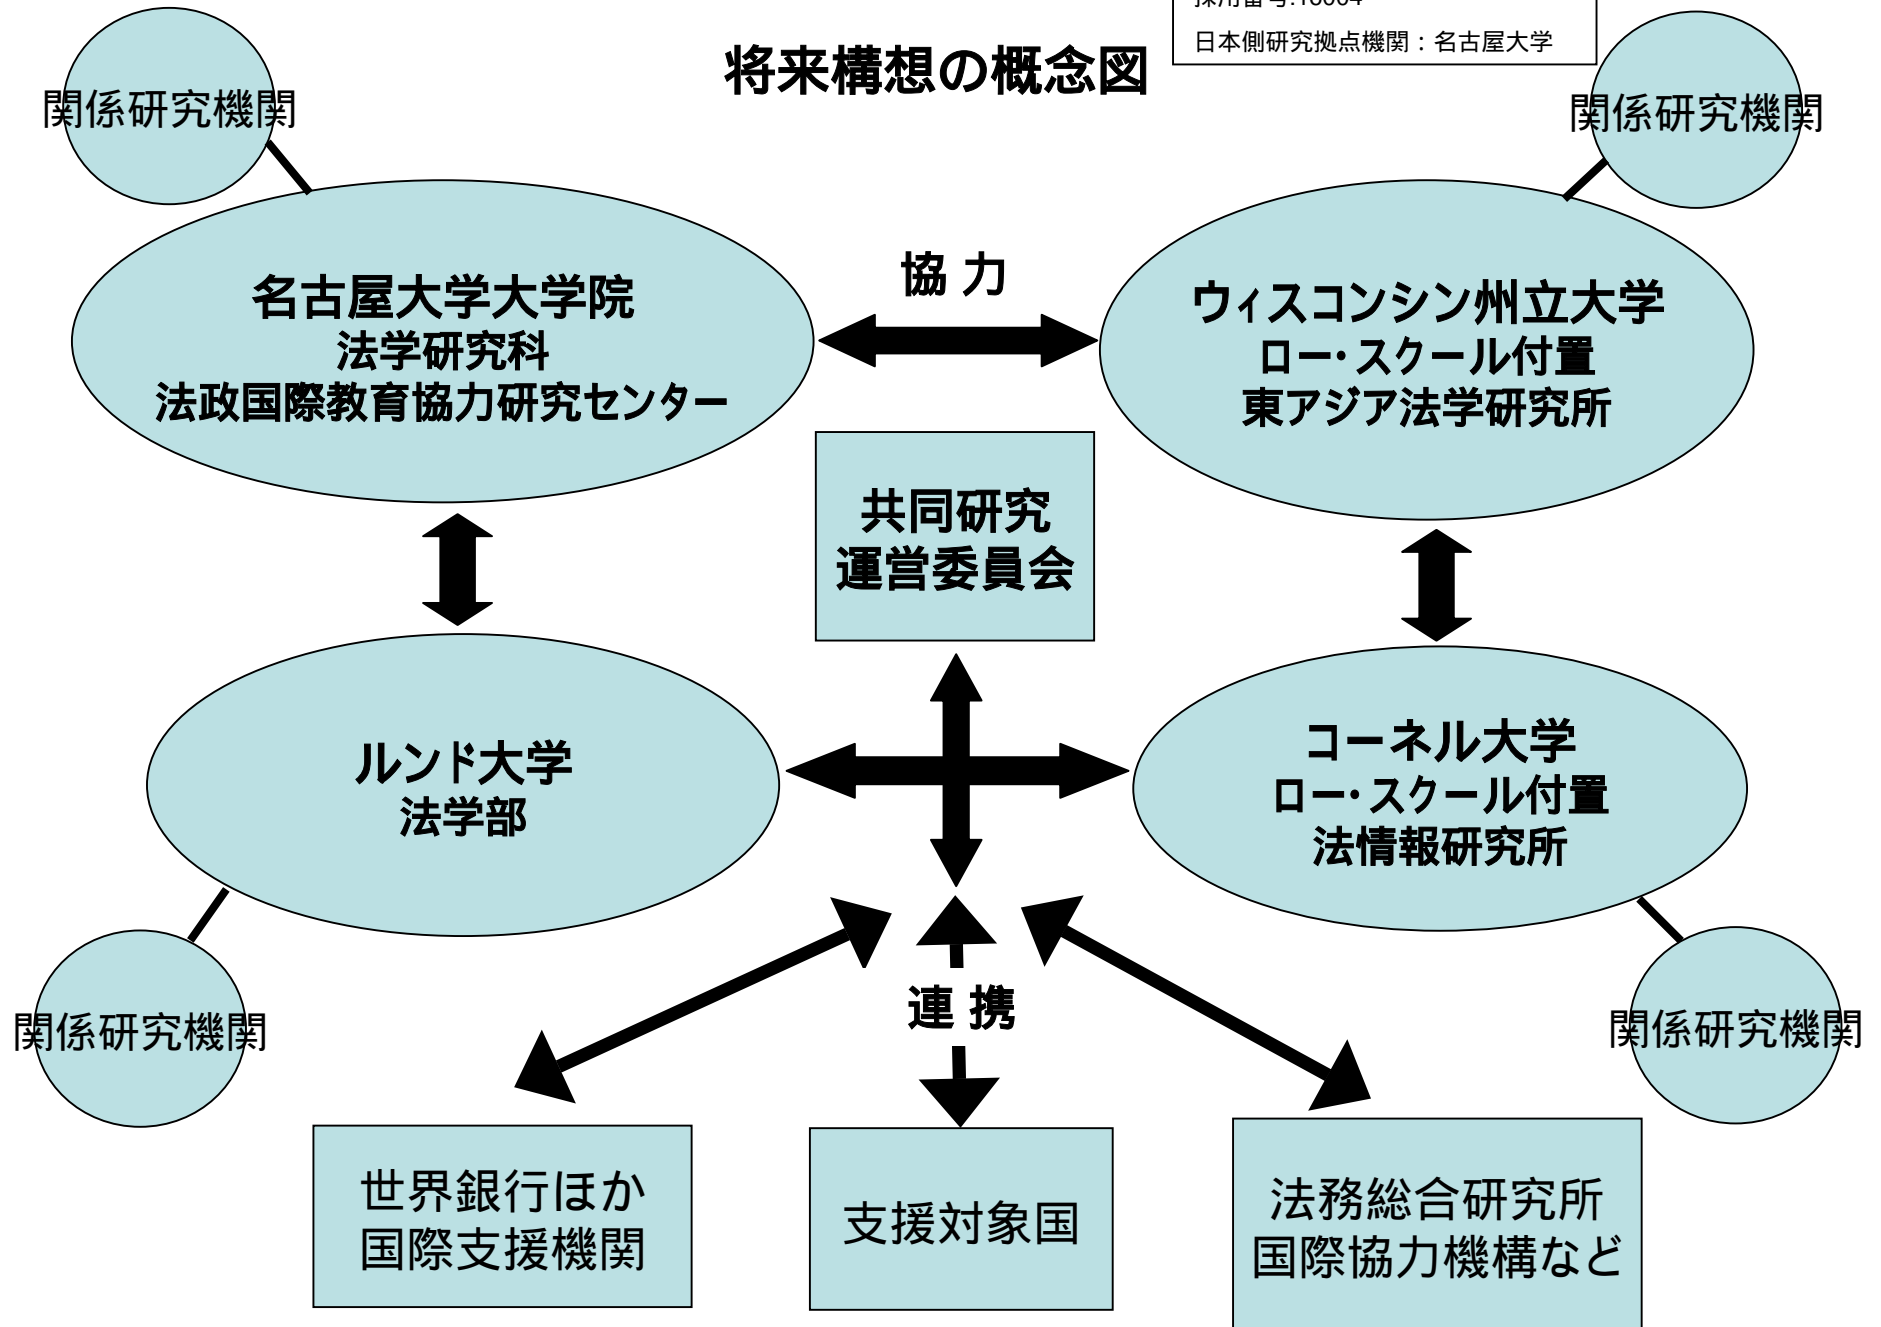 日本側研究拠点機関：名古屋大学
将来構想の概念図
関係研究機関
関係研究機関
名古屋大学大学院
法学研究科
法政国際教育協力研究センター
協 力
ウィスコンシン州立大学
ロー・スクール付置
東アジア法学研究所
共同研究
運営委員会
ルンド大学
法学部
コーネル大学
ロー・スクール付置
法情報研究所
関係研究機関
連 携
関係研究機関
世界銀行ほか
国際支援機関
支援対象国
法務総合研究所
国際協力機構など